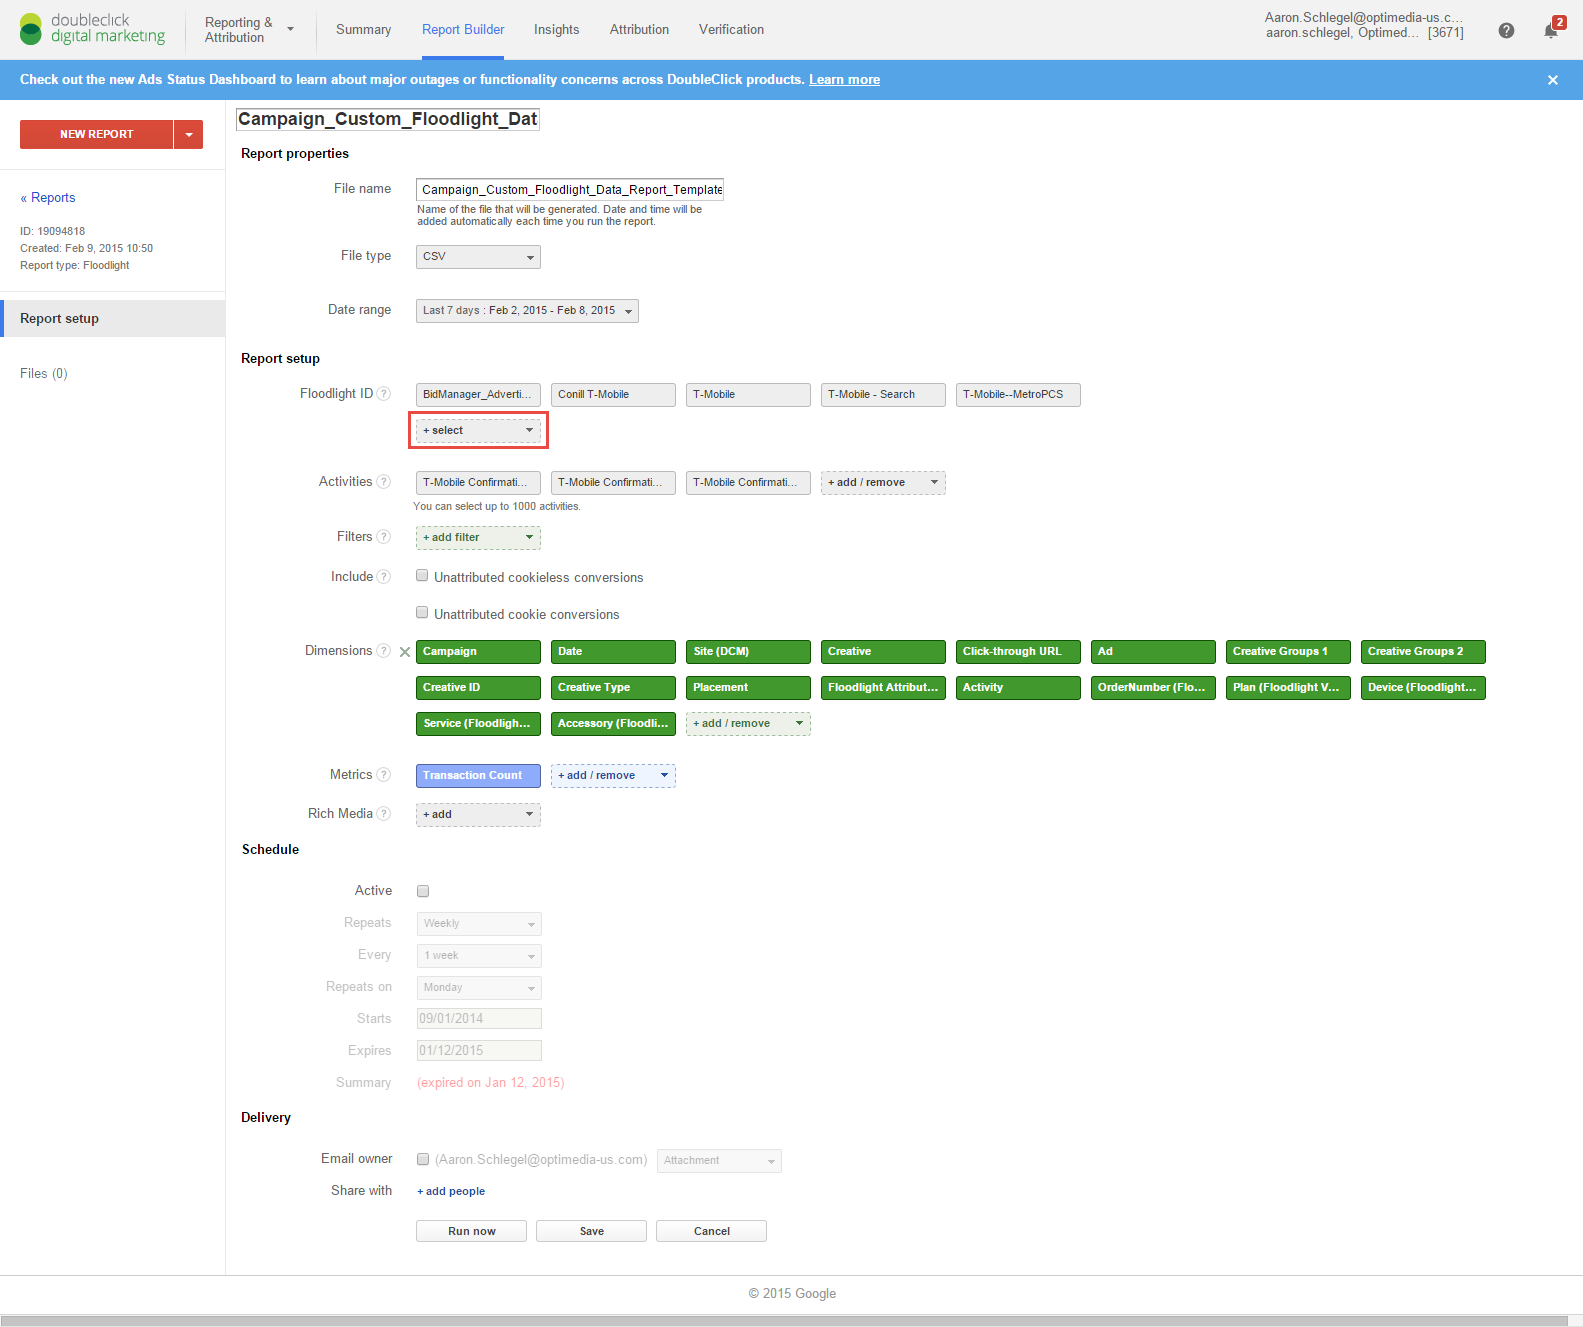 doubleclick
digital marketing
Reporting &
Attribution
Summary
Report Builder
Insights
Attribution
Verification
Aaron.Schlegel@optimedia-us.c...
aaron.schlegel, Optimed... [3671]
?
2
Check out the new Ads Status Dashboard to learn about major outages or functionality concerns across DoubleClick products. Learn more
NEW REPORT
« Reports
ID: 19094818
Created: Feb 9, 2015 10:50
Report type: Floodlight
Report setup
Files (0)
Campaign_Custom_Floodlight_Dat
Report properties
File name
Campaign_Custom_Floodlight_Data_Report_Template
Name of the file that will be generated. Date and time will be
added automatically each time you run the report.
File type
CSV
Date range
Last 7 days : Feb 2, 2015 - Feb 8, 2015
Report setup
Floodlight ID ? BidManager_Adverti... Conill T-Mobile T-Mobile T-Mobile - Search T-Mobile--MetroPCS
+ select
Activities ? T-Mobile Confirmati... T-Mobile Confirmati... T-Mobile Confirmati... + add / remove
You can select up to 1000 activities.
Filters ? + add filter
Include ? Unattributed cookieless conversions
Unattributed cookie conversions
Dimensions ? Campaign Date Site (DCM) Creative Click-through URL Ad Creative Groups 1 Creative Groups 2
Creative ID Creative Type Placement Floodlight Attribut... Activity OrderNumber (Flo... Plan (Floodlight V... Device (Floodlight...
Service (Floodligh... Accessory (Floodli... + add / remove
Metrics ? Transaction Count + add / remove
Rich Media ? + add
Schedule
Active
Repeats Weekly
Every 1 week
Repeats on Monday
Starts 09/01/2014
Expires 01/12/2015
Summary (expired on Jan 12, 2015)
Delivery
Email owner (Aaron.Schlegel@optimedia-us.com) Attachment
Share with + add people
Run now Save Cancel
© 2015 Google